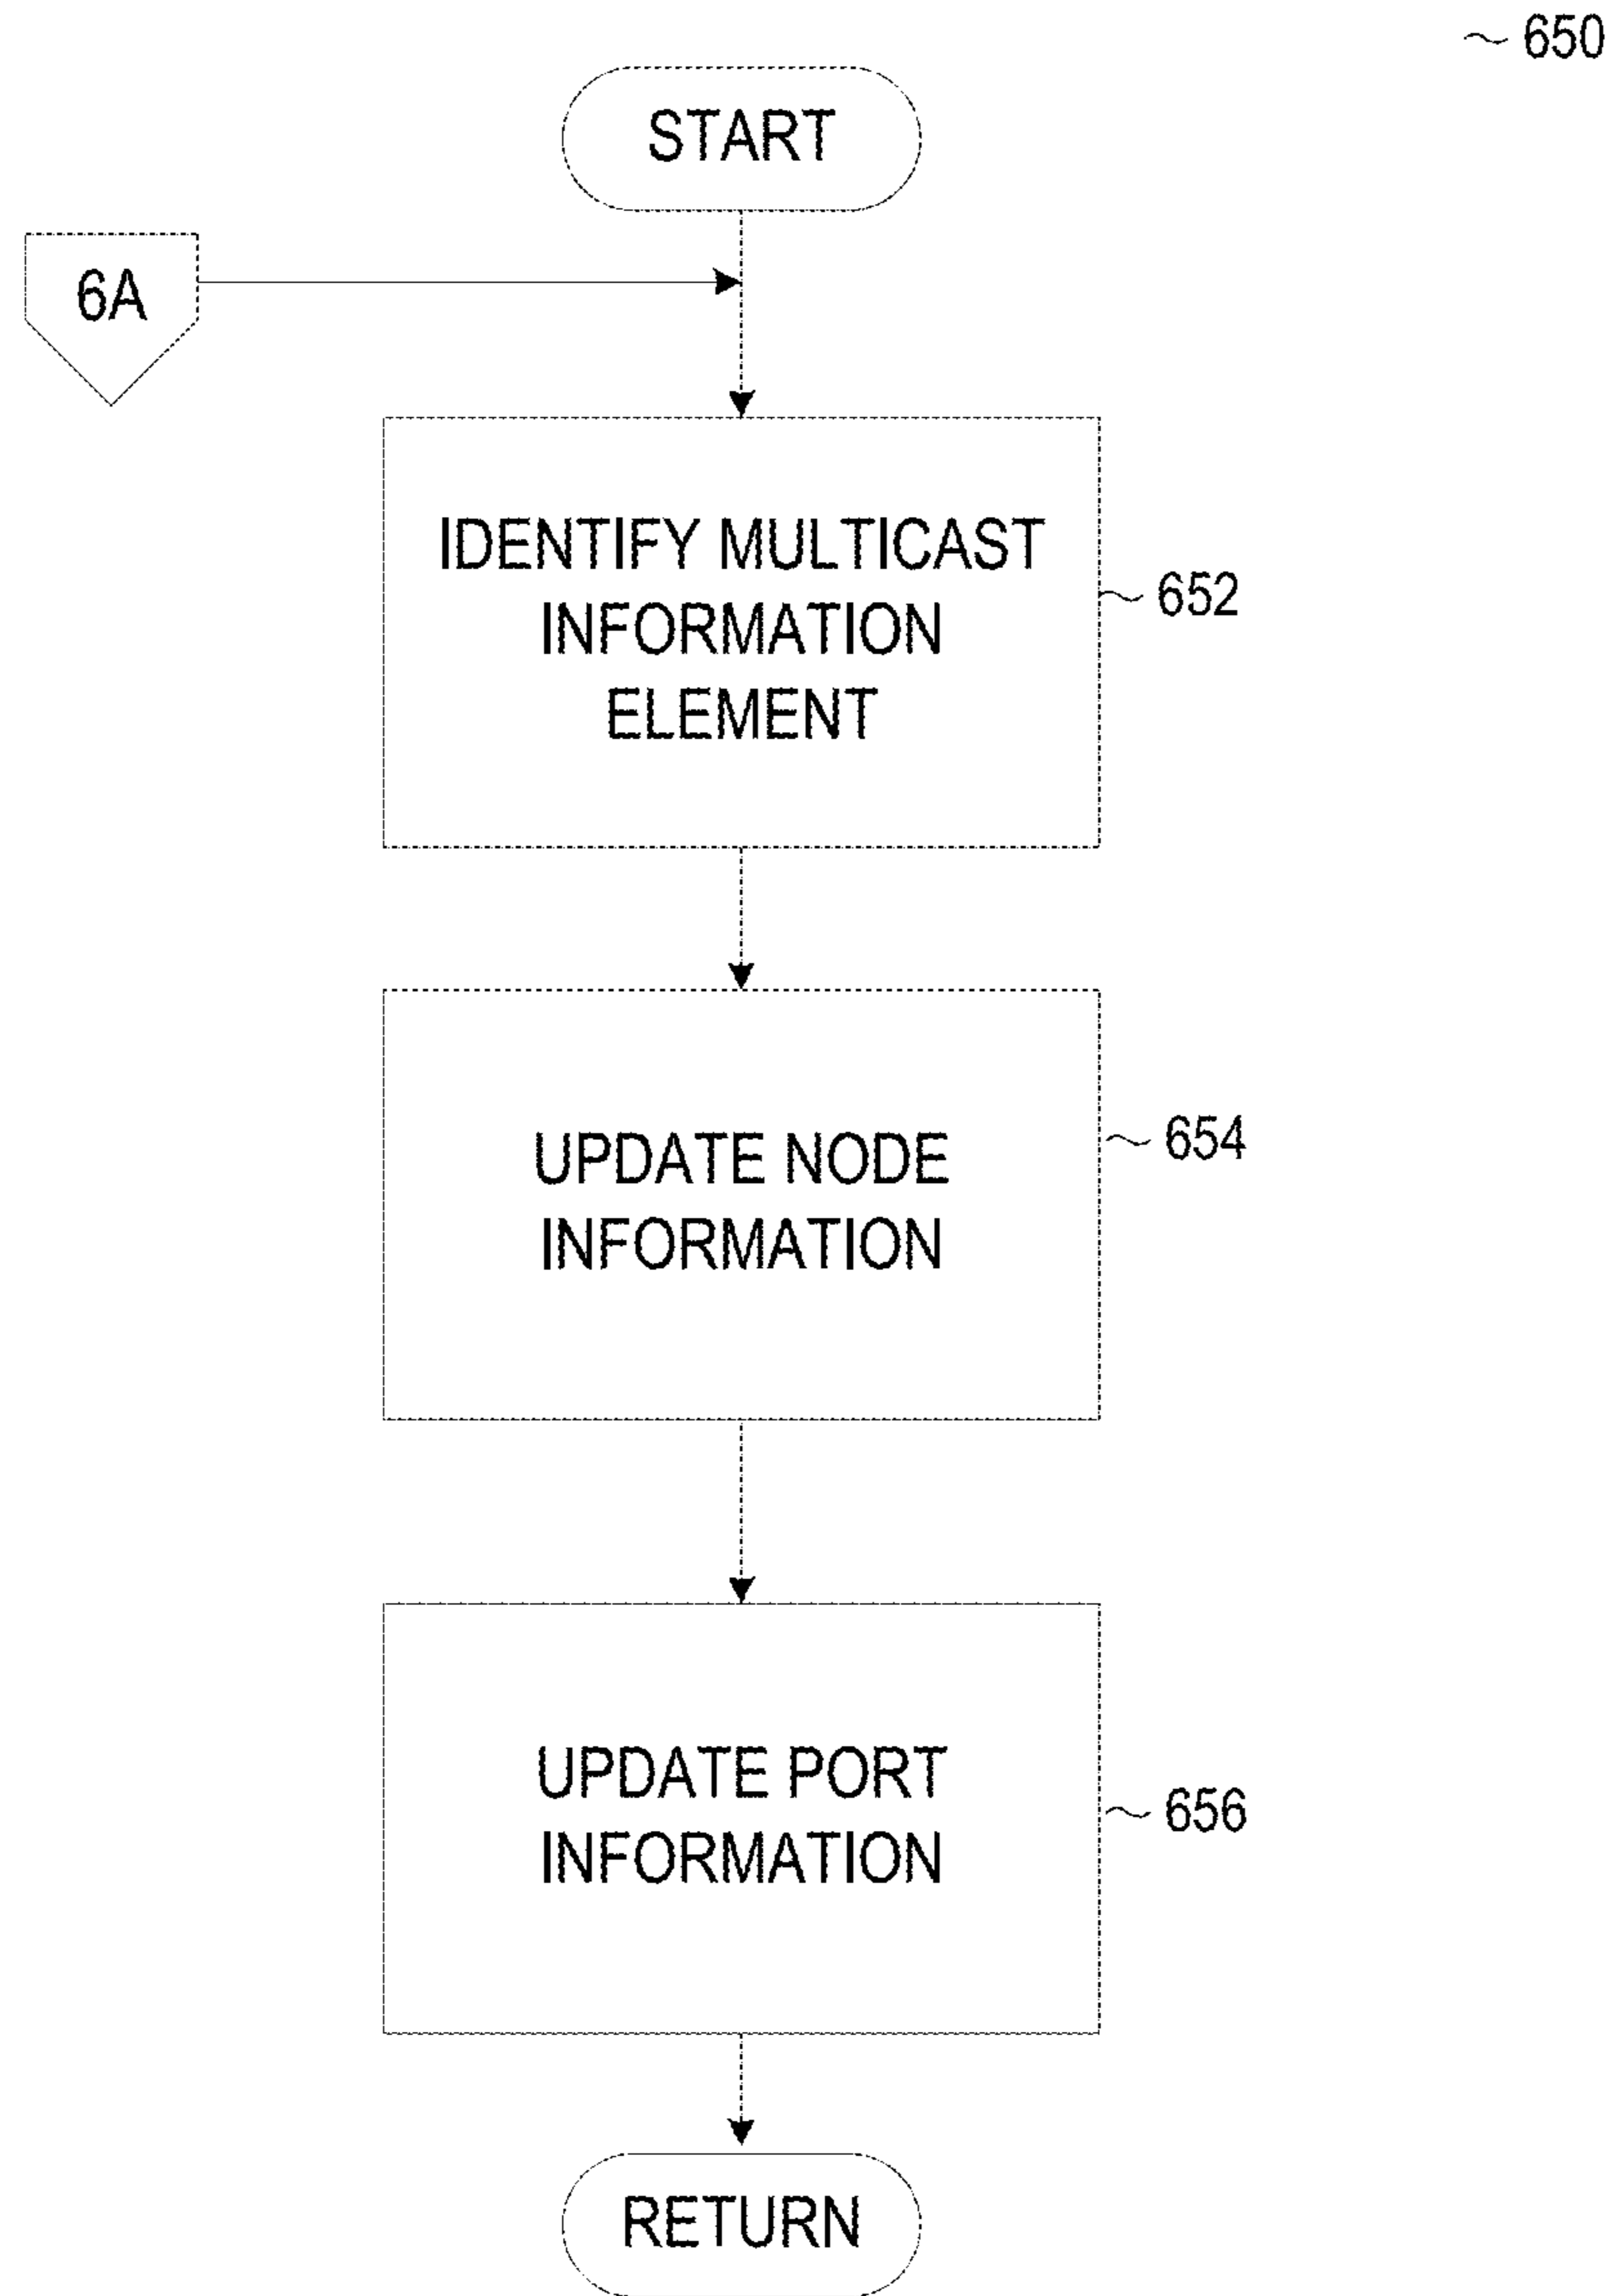 650
START
6A
IDENTIFY MULTICAST
INFORMATION
ELEMENT
652
UPDATE NODE
INFORMATION
654
UPDATE PORT
INFORMATION
656
RETURN